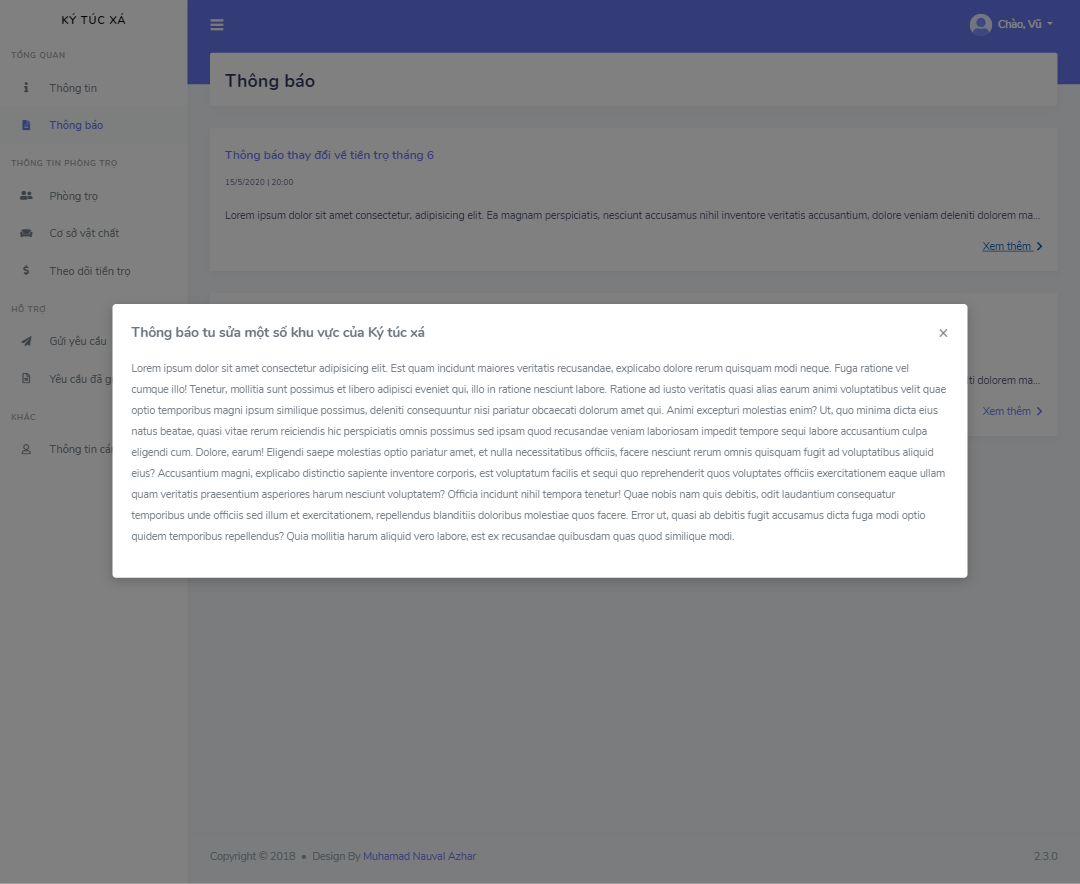 KÝ TÚC XÁ
TỔNG QUAN
Thông tin
Thông báo
THÔNG TIN PHÒNG TRỌ
Phòng trọ
Cơ sở vật chất
Theo dõi tiền trọ
HỖ TRỢ
Gửi yêu cầu
Yêu cầu đã g
KHÁC
Thông tin cá
Chào, Vũ
Thông báo
Thông báo thay đổi về tiền trọ tháng 6
15/5/2020 | 20:00
Lorem ipsum dolor sit amet consectetur, adipisicing elit. Ea magnam perspiciatis, nesciunt accusamus nihil inventore veritatis accusantium, dolore veniam deleniti dolorem ma...
Xem thêm
Thông báo tu sửa một số khu vực của Ký túc xá
×
Lorem ipsum dolor sit amet consectetur adipisicing elit. Est quam incidunt maiores veritatis recusandae, explicabo dolore rerum quisquam modi neque. Fuga ratione vel
cumque illo! Tenetur, mollitia sunt possimus et libero adipisci eveniet qui, illo in ratione nesciunt labore. Ratione ad iusto veritatis quasi alias earum animi voluptatibus velit quae
optio temporibus magni ipsum similique possimus, deleniti consequuntur nisi pariatur obcaecati dolorum amet qui. Animi excepturi molestias enim? Ut, quo minima dicta eius
natus beatae, quasi vitae rerum reiciendis hic perspiciatis omnis possimus sed ipsam quod recusandae veniam laboriosam impedit tempore sequi labore accusantium culpa
eligendi cum. Dolore, earum! Eligendi saepe molestias optio pariatur amet, et nulla necessitatibus officiis, facere nesciunt rerum omnis quisquam fugit ad voluptatibus aliquid
eius? Accusantium magni, explicabo distinctio sapiente inventore corporis, est voluptatum facilis et sequi quo reprehenderit quos voluptates officiis exercitationem eaque ullam
quam veritatis praesentium asperiores harum nesciunt voluptatem? Officia incidunt nihil tempora tenetur! Quae nobis nam quis debitis, odit laudantium consequatur
temporibus unde officiis sed illum et exercitationem, repellendus blanditiis doloribus molestiae quos facere. Error ut, quasi ab debitis fugit accusamus dicta fuga modi optio
quidem temporibus repellendus? Quia mollitia harum aliquid vero labore, est ex recusandae quibusdam quas quod similique modi.
ti dolorem ma...
Xem thêm
Copyright © 2018 • Design By Muhamad Nauval Azhar
2.3.0